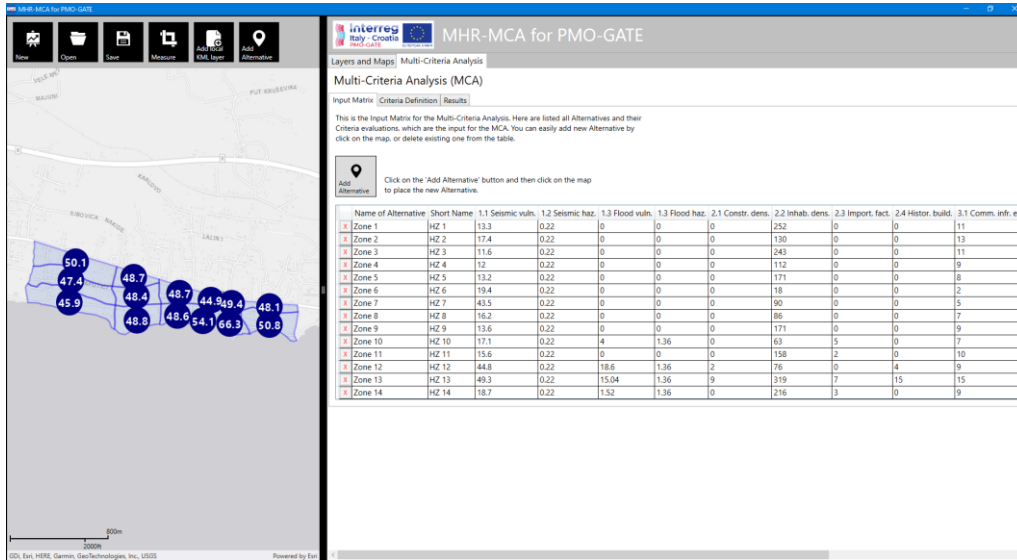 MHR-MCA for PMO-GATE
New
Open
Save
Measure
Add local
KML layer
Add
Alternative
Interreg
Italy - Croatia
PMO-GATE
EUROPEAN UNION
MHR-MCA for PMO-GATE
Layers and Maps Multi-Criteria Analysis
Multi-Criteria Analysis (MCA)
Input Matrix Criteria Definition Results
This is the Input Matrix for the Multi-Criteria Analysis. Here are listed all Alternatives and their
Criteria evaluations, which are the input for the MCA. You can easily add new Alternative by
click on the map, or delete existing one from the table.
Add
Alternative
Click on the 'Add Alternative' button and then click on the map
to place the new Alternative.
Name of Alternative Short Name 1.1 Seismic vuln. 1.2 Seismic haz. 1.3 Flood vuln. 1.3 Flood haz. 2.1 Constr. dens. 2.2 Inhab. dens. 2.3 Import. fact. 2.4 Histor. build. 3.1 Comm. infr. e
X Zone 1 HZ 1 13.3 0.22 0 0 0 252 0 0 11
X Zone 2 HZ 2 17.4 0.22 0 0 0 130 0 0 13
X Zone 3 HZ 3 11.6 0.22 0 0 0 243 0 0 11
X Zone 4 HZ 4 12 0.22 0 0 0 112 0 0 9
X Zone 5 HZ 5 13.2 0.22 0 0 0 171 0 0 8
X Zone 6 HZ 6 19.4 0.22 0 0 0 18 0 0 2
X Zone 7 HZ 7 43.5 0.22 0 0 0 90 0 0 5
X Zone 8 HZ 8 16.2 0.22 0 0 0 86 0 0 7
X Zone 9 HZ 9 13.6 0.22 0 0 0 171 0 0 9
X Zone 10 HZ 10 17.1 0.22 4 1.36 0 63 5 0 7
X Zone 11 HZ 11 15.6 0.22 0 0 0 158 2 0 10
X Zone 12 HZ 12 44.8 0.22 18.6 1.36 2 76 0 4 9
X Zone 13 HZ 13 49.3 0.22 15.04 1.36 9 319 7 15 15
X Zone 14 HZ 14 18.7 0.22 1.52 1.36 0 216 3 0 9
PUT KRUŠEVIKA
KARLOVO
LALINI
50.1
47.4
45.9
48.7
48.4
48.8
48.7
48.6
44.9
54.1
49.4
66.3
48.1
50.8
800m
2000ft
GDi, Esri, HERE, Garmin, GeoTechnologies, Inc., USGS
Powered by Esri